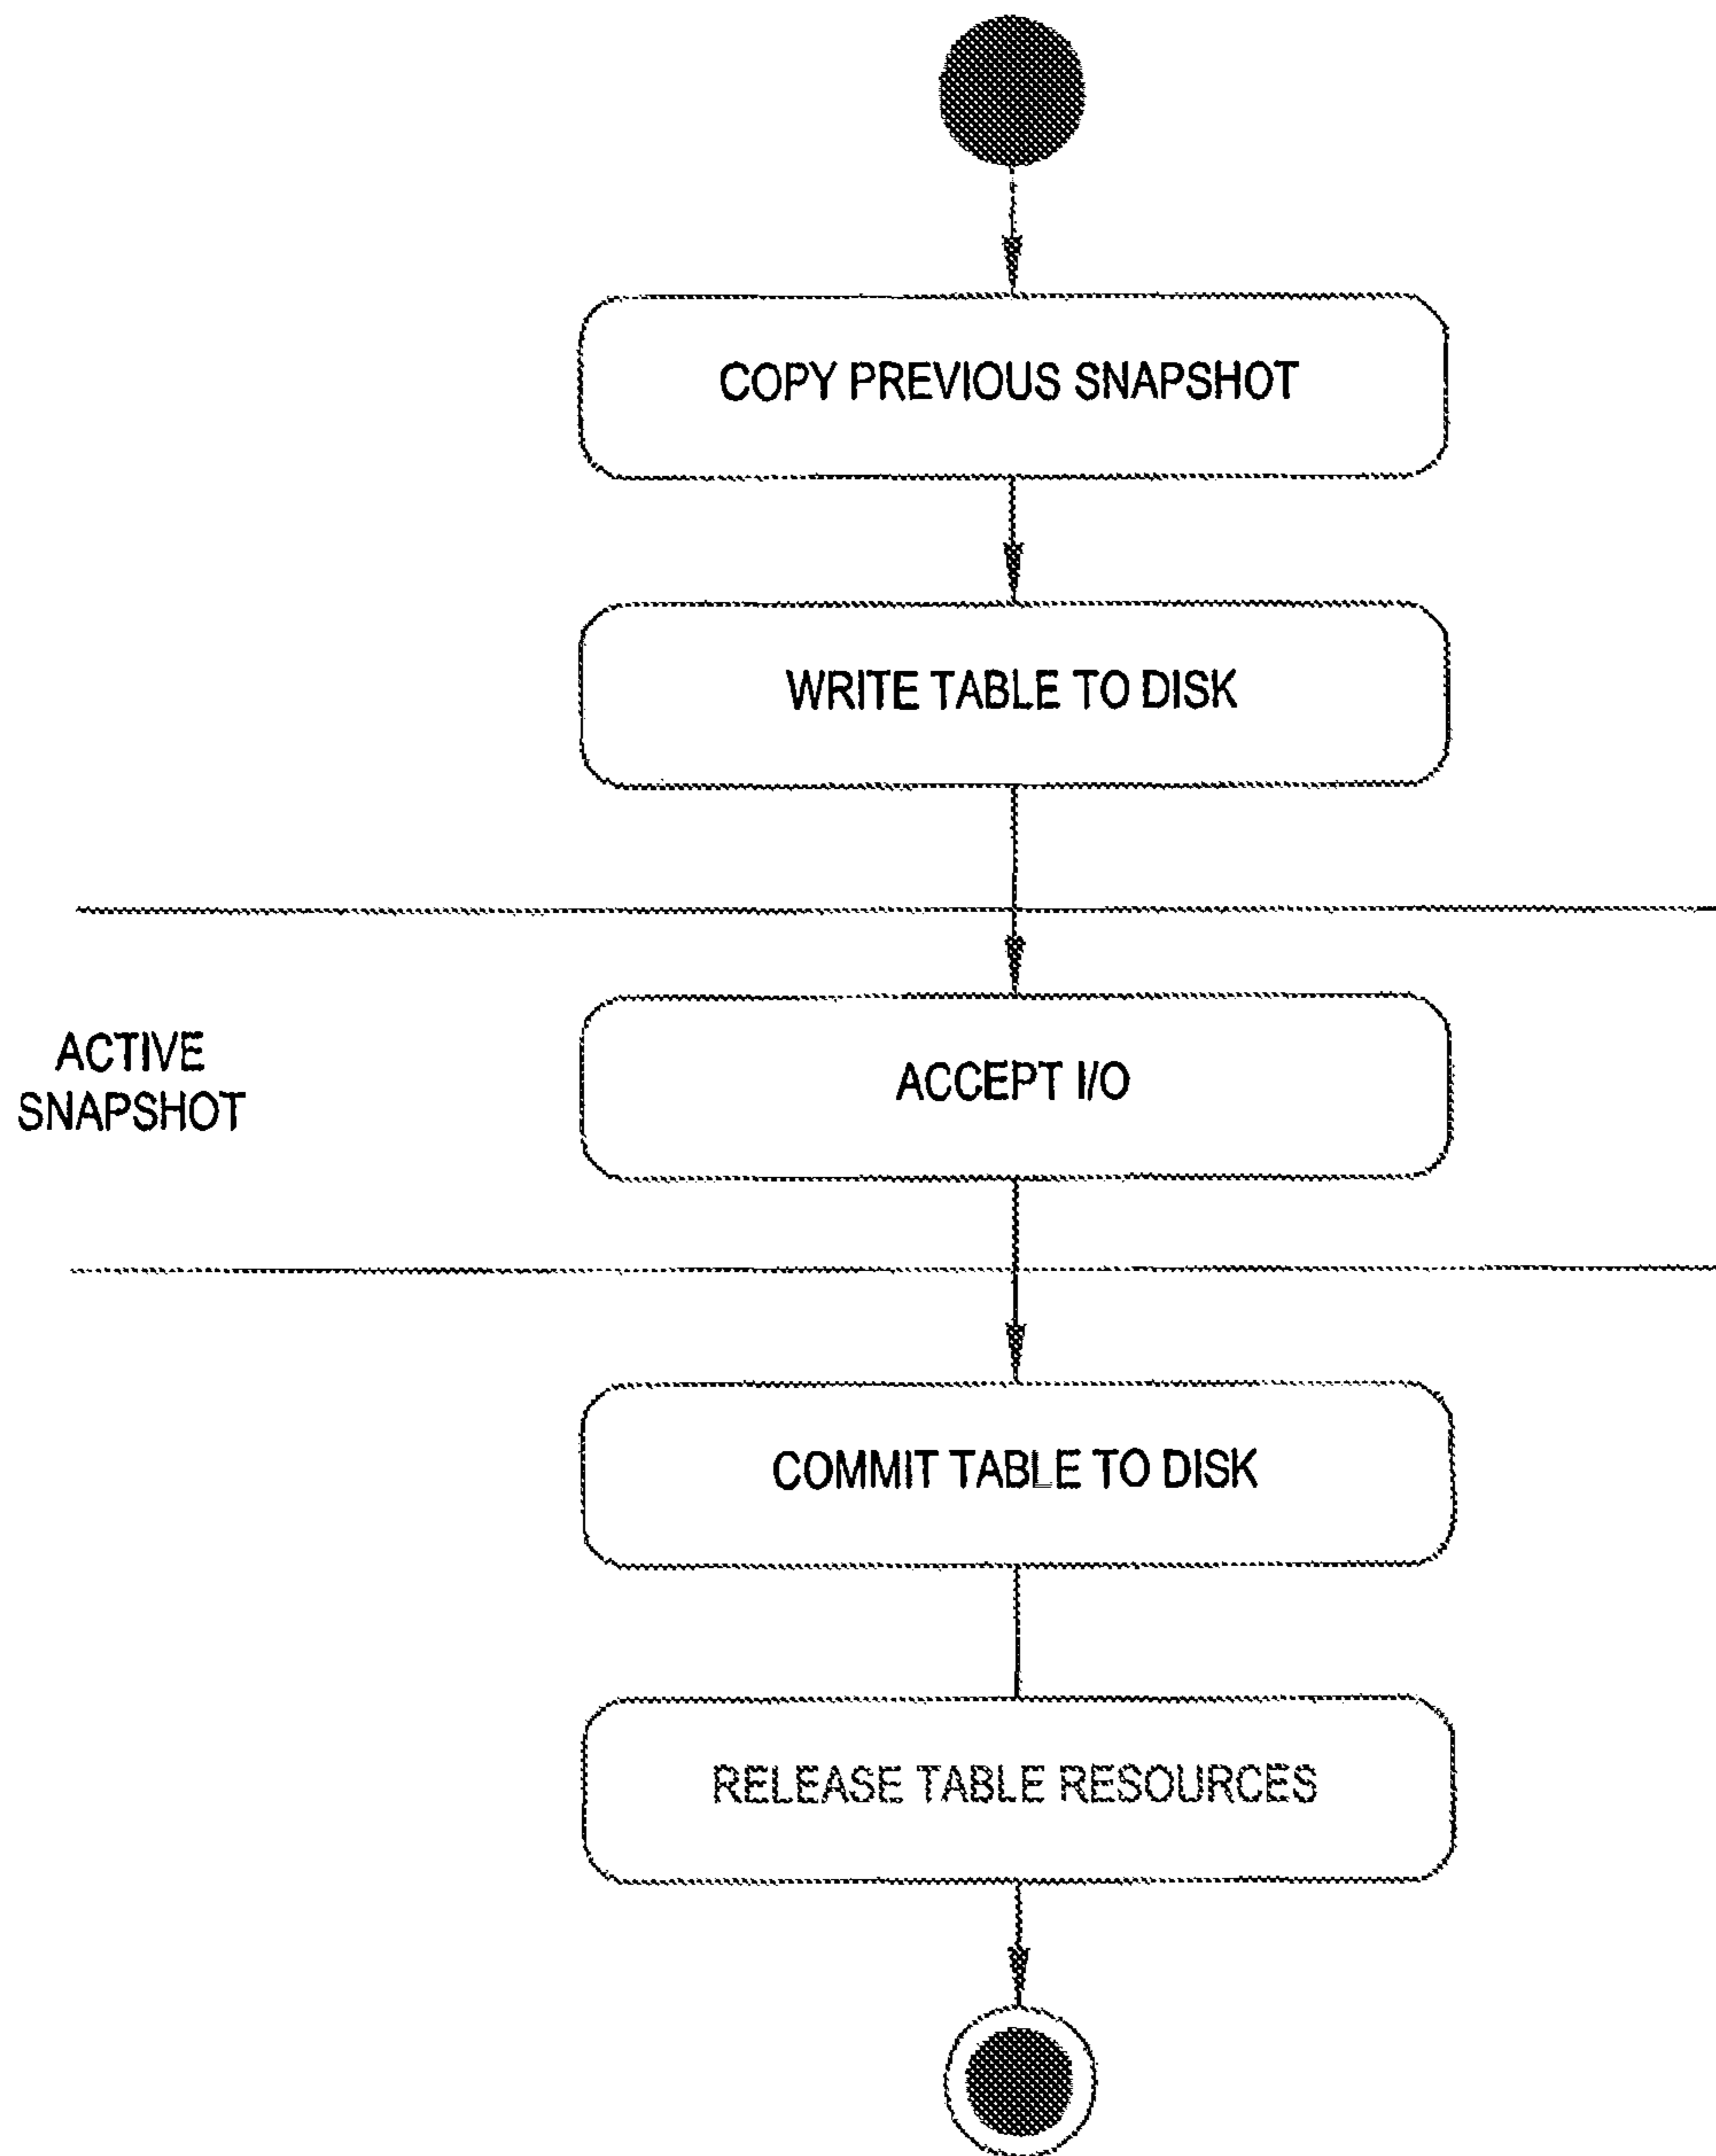 COPY PREVIOUS SNAPSHOT
WRITE TABLE TO DISK
ACTIVE
SNAPSHOT
ACCEPT I/O
COMMIT TABLE TO DISK
RELEASE TABLE RESOURCES